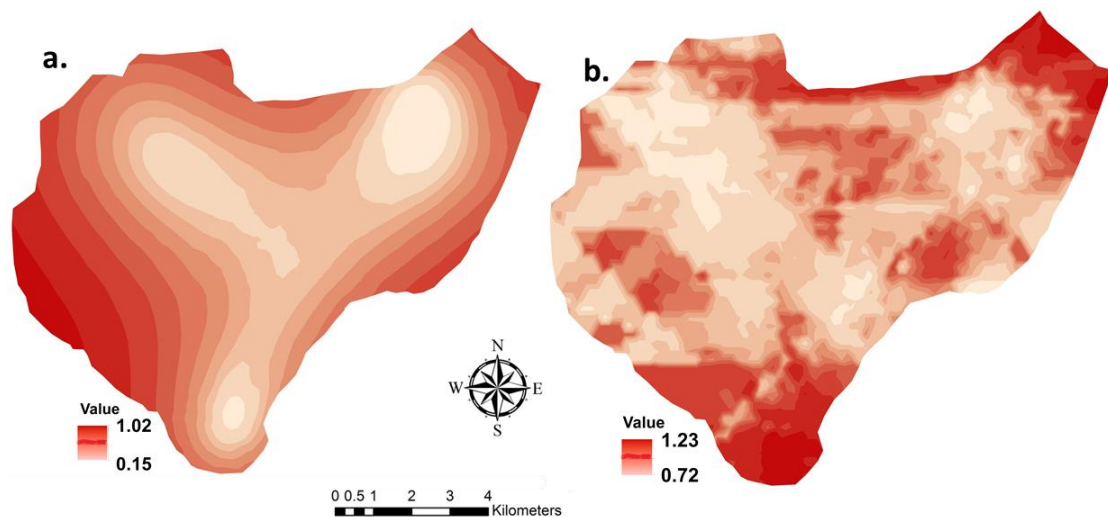 a.
b.
N
W E
S
Value
1.02
0.15
Value
1.23
0.72
0 0.5 1 2 3 4
Kilometers